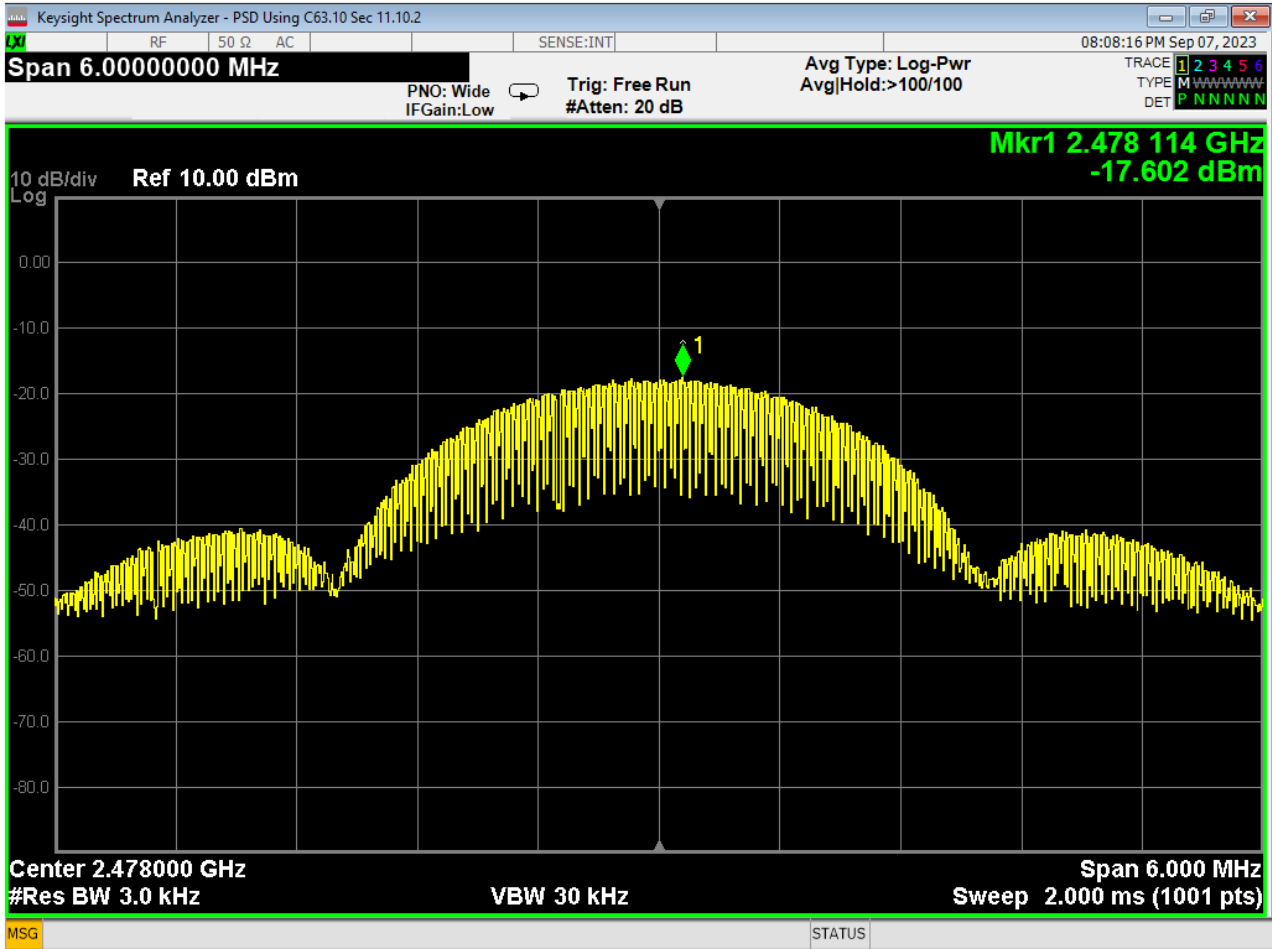 Keysight Spectrum Analyzer - PSD Using C63.10 Sec 11.10.2
LXI RF 50 Ω AC SENSE:INT 08:08:16 PM Sep 07, 2023
Span 6.00000000 MHz
PNO: Wide
IFGain:Low
Trig: Free Run
#Atten: 20 dB
Avg Type: Log-Pwr
Avg|Hold:>100/100
TRACE 1 2 3 4 5 6
TYPE M W W W W W
DET P N N N N N
Mkr1 2.478 114 GHz
-17.602 dBm
10 dB/div Ref 10.00 dBm
Log
0.00
-10.0
1
-20.0
-30.0
-40.0
-50.0
-60.0
-70.0
-80.0
Center 2.478000 GHz Span 6.000 MHz
#Res BW 3.0 kHz VBW 30 kHz Sweep 2.000 ms (1001 pts)
MSG STATUS